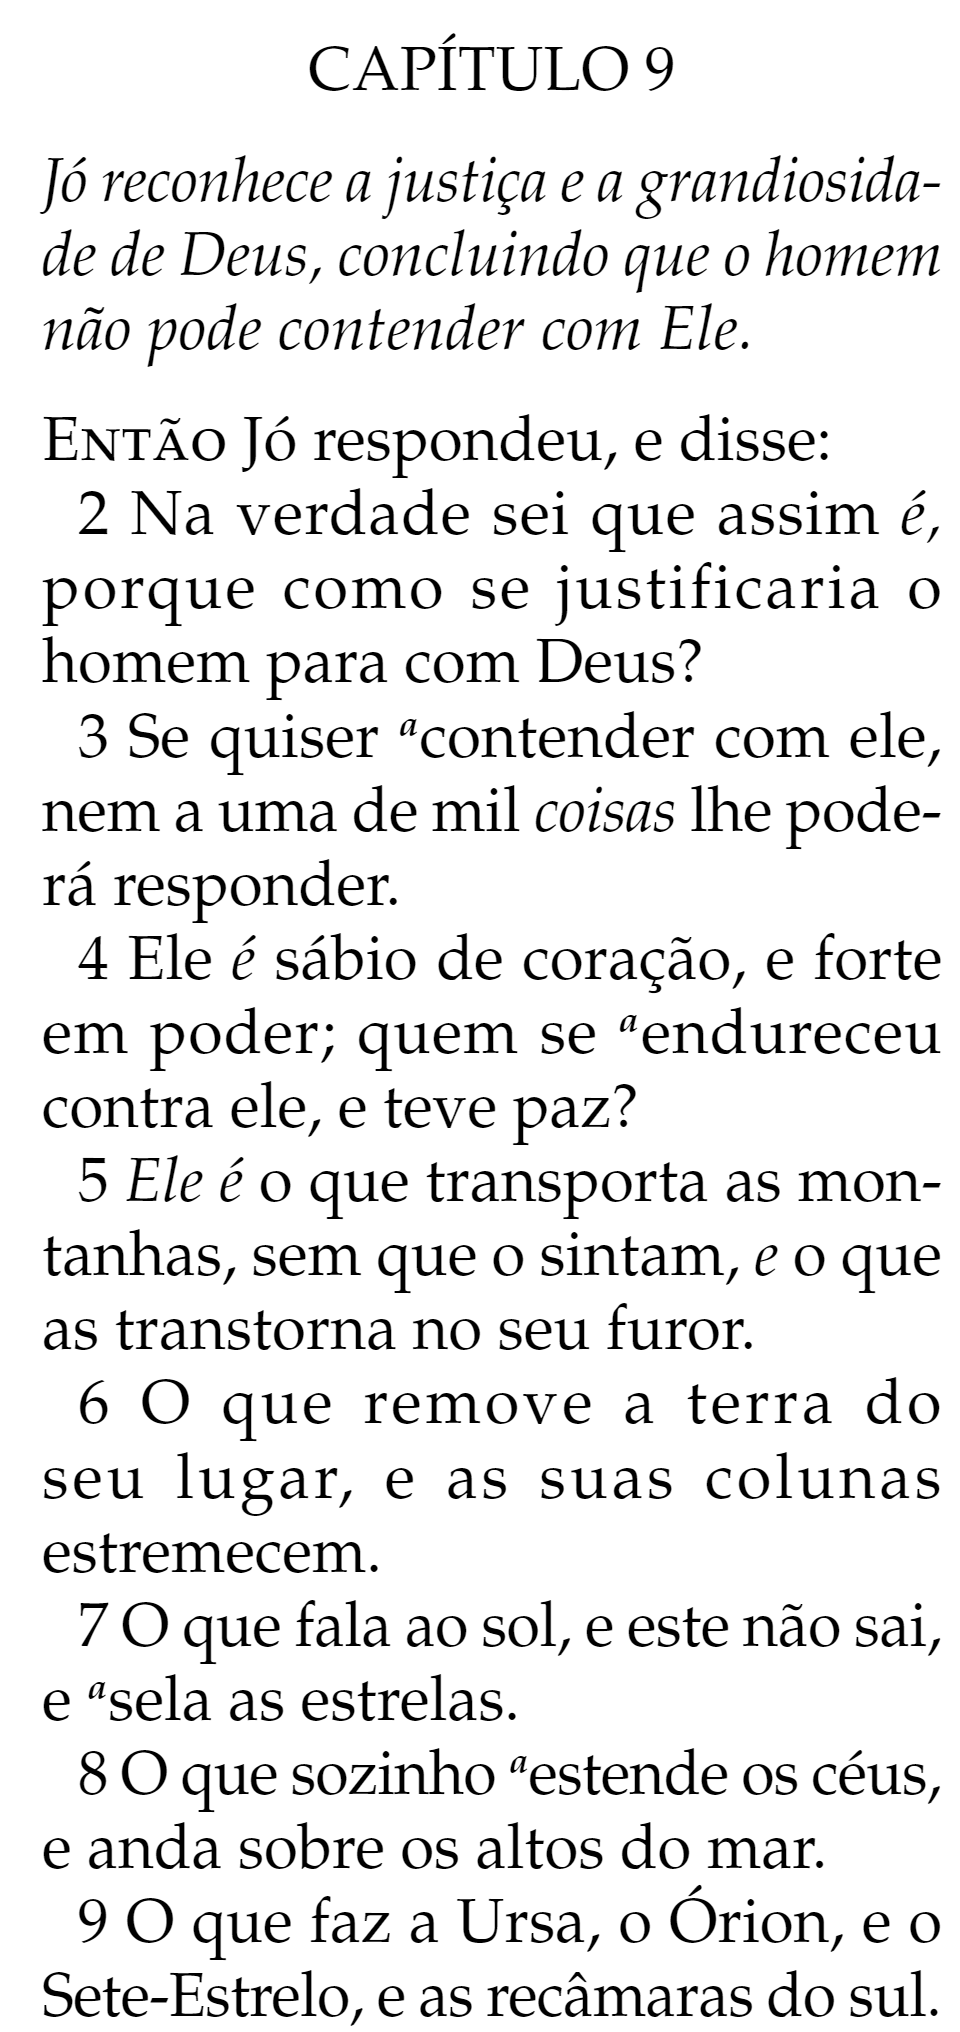 CAPÍTULO 9
Jó reconhece a justiça e a grandiosida-
de de Deus, concluindo que o homem
não pode contender com Ele.
ENTÃO Jó respondeu, e disse:
2 Na verdade sei que assim é,
porque como se justificaria o
homem para com Deus?
3 Se quiser ᵃcontender com ele,
nem a uma de mil coisas lhe pode-
rá responder.
4 Ele é sábio de coração, e forte
em poder; quem se ᵃendureceu
contra ele, e teve paz?
5 Ele é o que transporta as mon-
tanhas, sem que o sintam, e o que
as transtorna no seu furor.
6 O que remove a terra do
seu lugar, e as suas colunas
estremecem.
7 O que fala ao sol, e este não sai,
e ᵃsela as estrelas.
8 O que sozinho ᵃestende os céus,
e anda sobre os altos do mar.
9 O que faz a Ursa, o Órion, e o
Sete-Estrelo, e as recâmaras do sul.